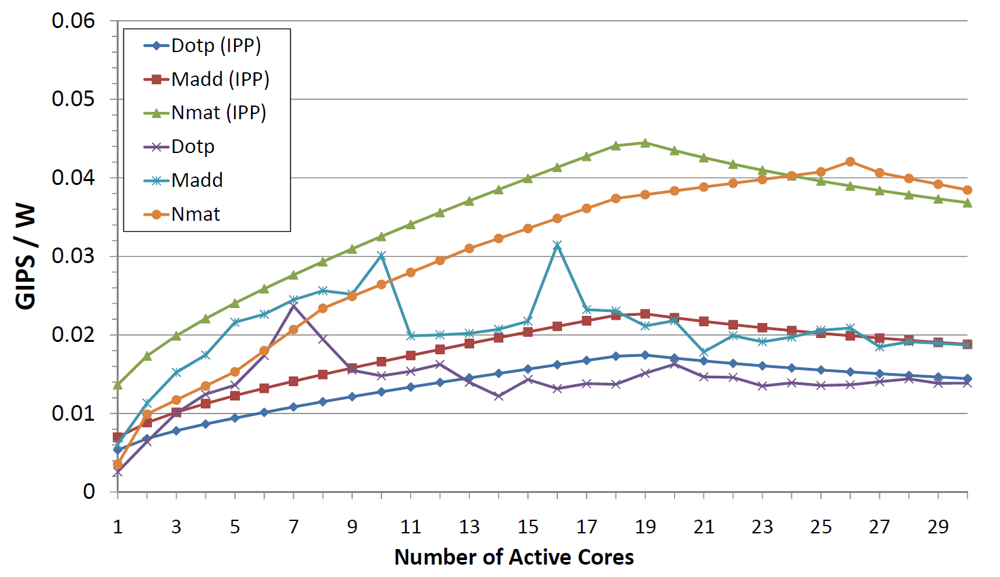 0.06
0.05
0.04
0.03
0.02
0.01
0
GIPS / W
Dotp (IPP)
Madd (IPP)
Nmat (IPP)
Dotp
Madd
Nmat
1 3 5 7 9 11 13 15 17 19 21 23 25 27 29
Number of Active Cores